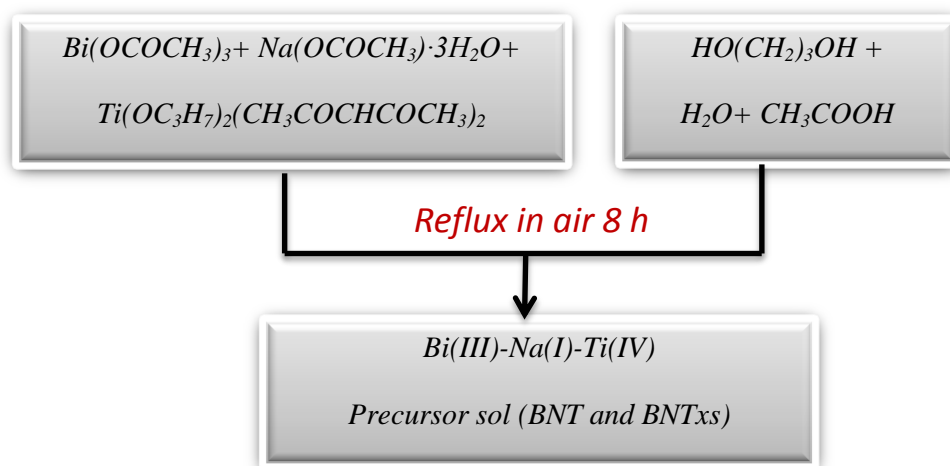 Bi(OCOCH₃)₃+ Na(OCOCH₃)·3H₂O+
Ti(OC₃H₇)₂(CH₃COCHCOCH₃)₂
HO(CH₂)₃OH +
H₂O+ CH₃COOH
Reflux in air 8 h
Bi(III)-Na(I)-Ti(IV)
Precursor sol (BNT and BNTxs)